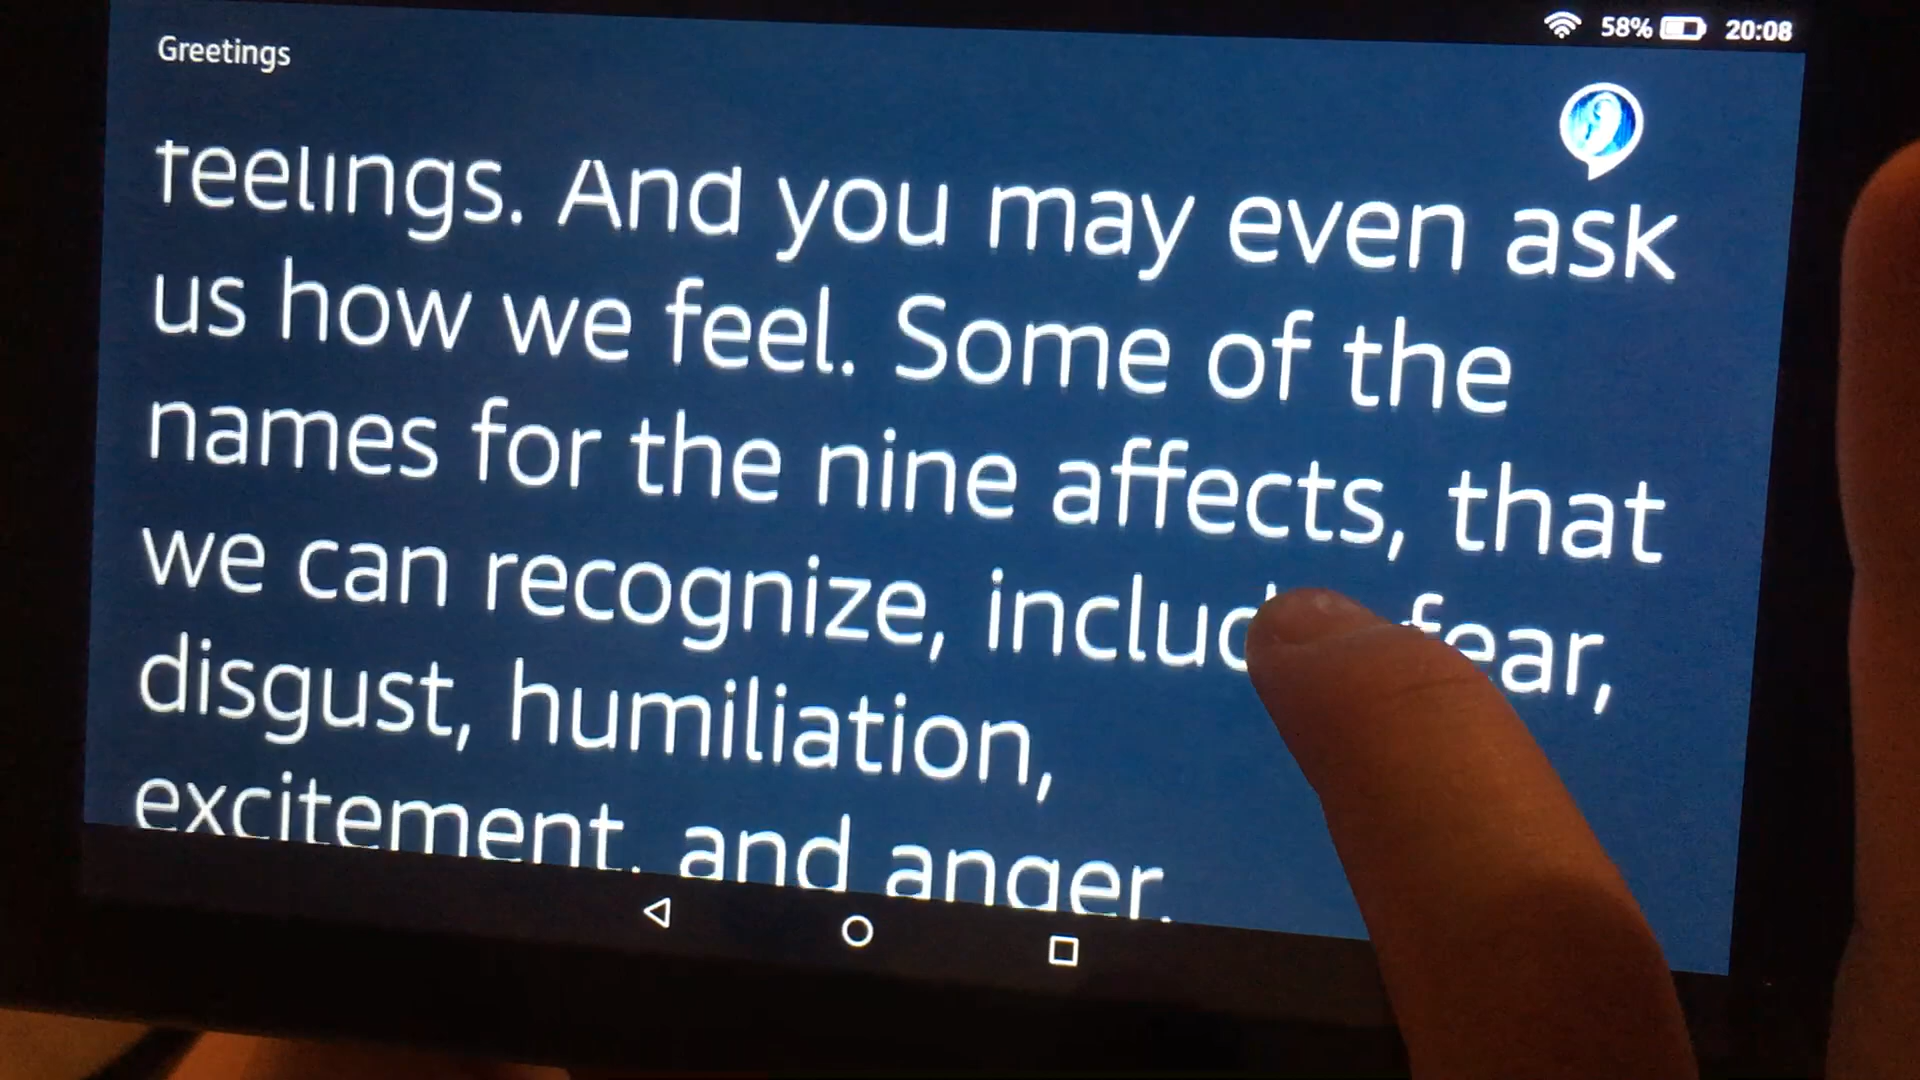 58% 20:08
Greetings
feelings. And you may even ask
us how we feel. Some of the
names for the nine affects, that
we can recognize, fear,
disgust, humiliation,
excitement, and anger.